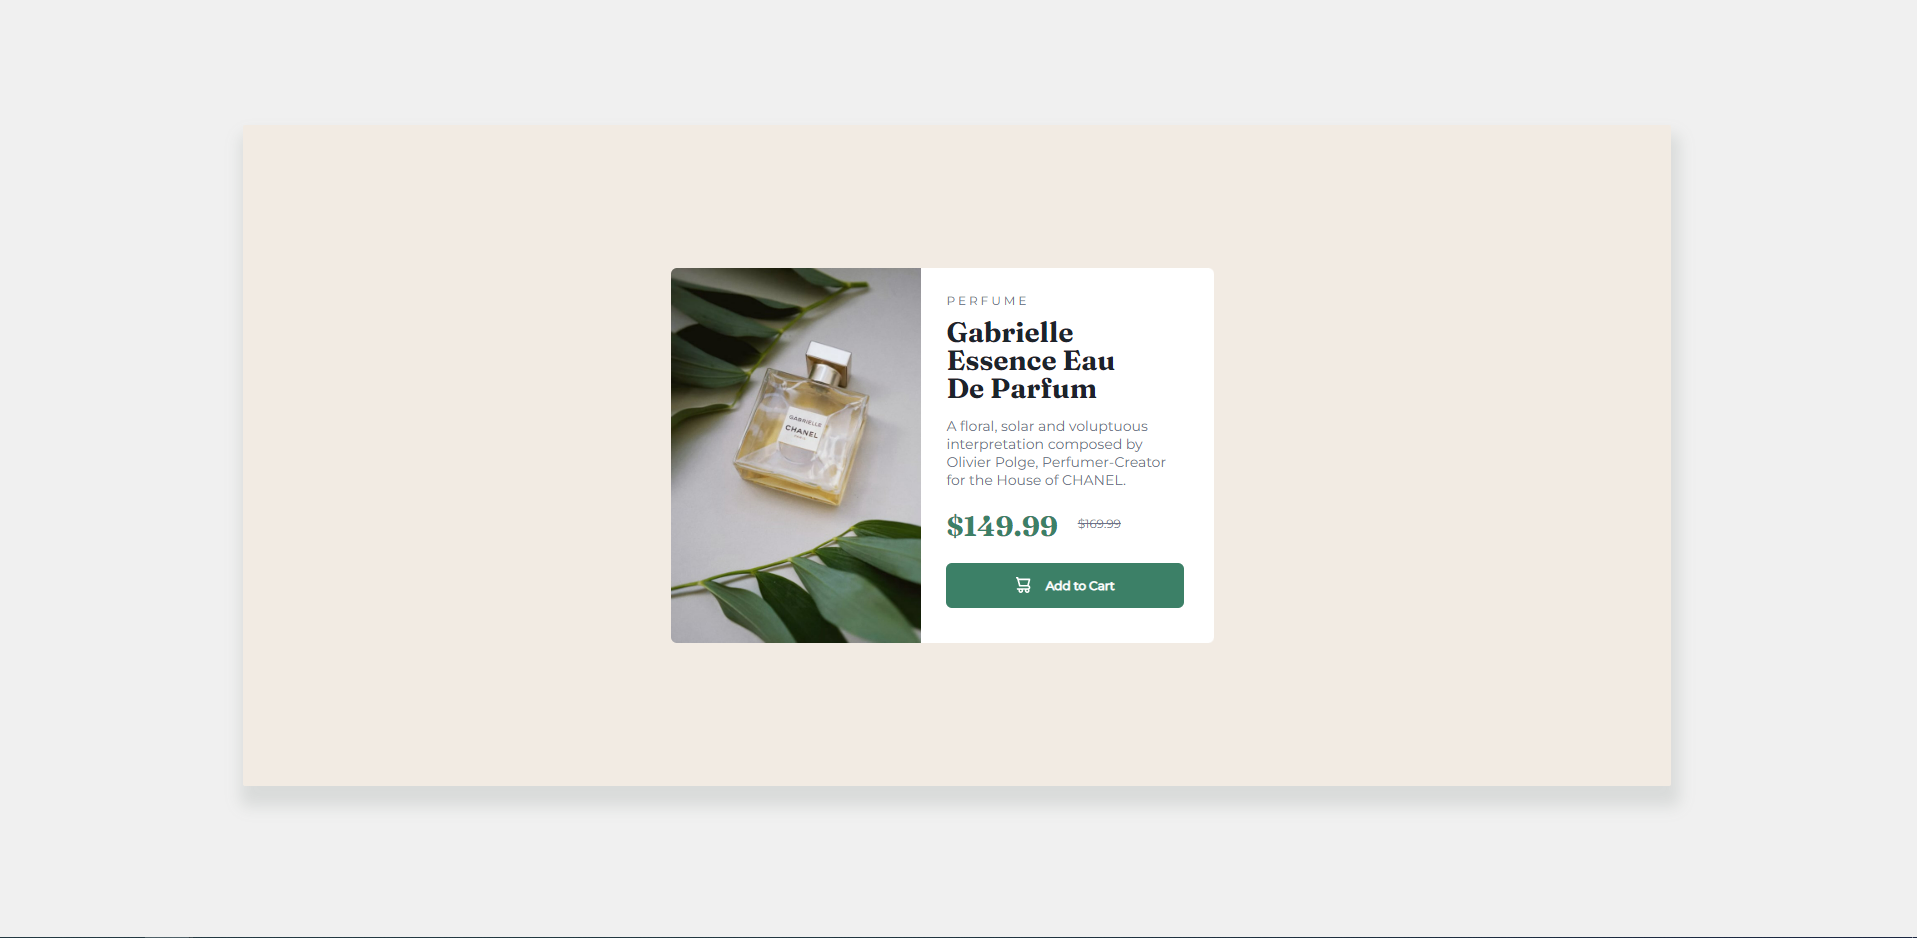 GABRIELLE
CHANEL
PERFUME
Gabrielle
Essence Eau
De Parfum
A floral, solar and voluptuous
interpretation composed by
Olivier Polge, Perfumer-Creator
for the House of CHANEL.
$149.99 $169.99
Add to Cart